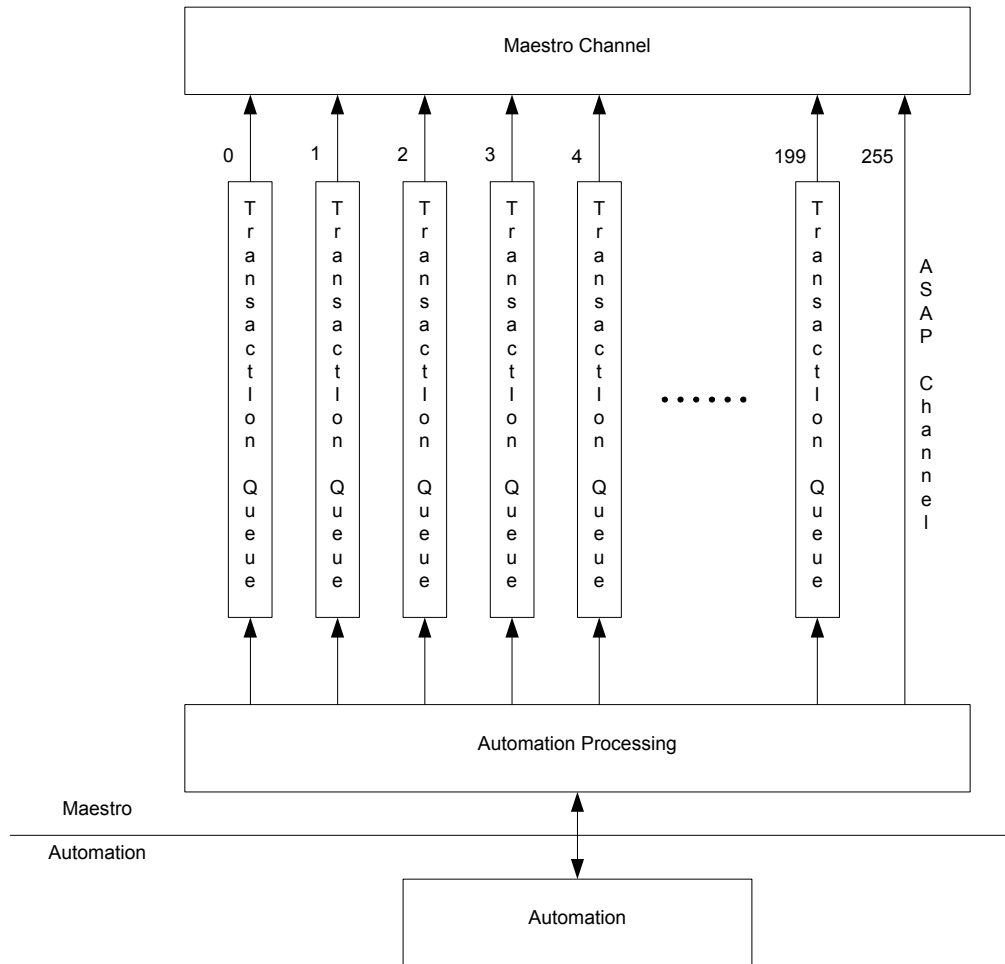 Maestro Channel
0
1
2
3
4
199
255
TransactIon Queue
TransactIon Queue
TransactIon Queue
TransactIon Queue
TransactIon Queue
TransactIon Queue
ASAP Channel
Automation Processing
Maestro
Automation
Automation